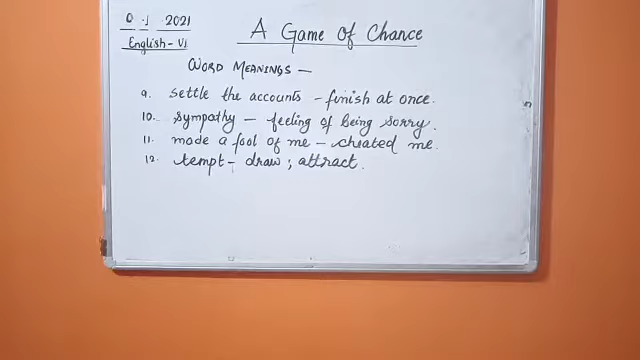 2021
A Game Of Chance
English - VI
Word Meanings —
9. settle the accounts - finish at once.
10. sympathy - feeling of being sorry.
11. made a fool of me - cheated me.
12. tempt - draw ; attract.